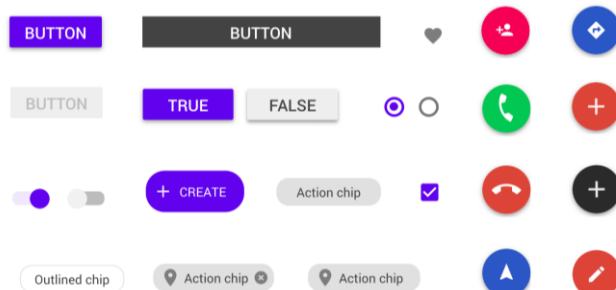 BUTTON
BUTTON
BUTTON
TRUE
FALSE
CREATE
Action chip
Outlined chip
Action chip
Action chip